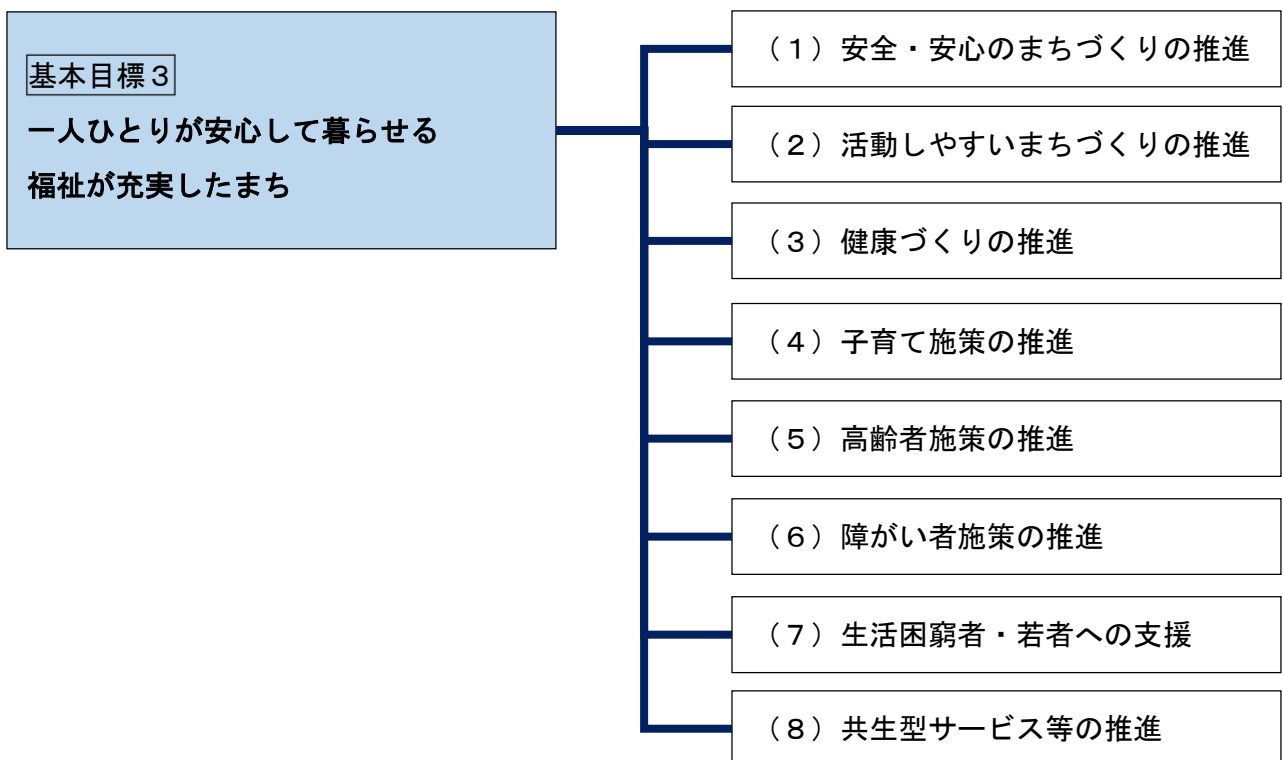 基本目標３
一人ひとりが安心して暮らせる
福祉が充実したまち
（１）安全・安心のまちづくりの推進
（２）活動しやすいまちづくりの推進
（３）健康づくりの推進
（４）子育て施策の推進
（５）高齢者施策の推進
（６）障がい者施策の推進
（７）生活困窮者・若者への支援
（８）共生型サービス等の推進